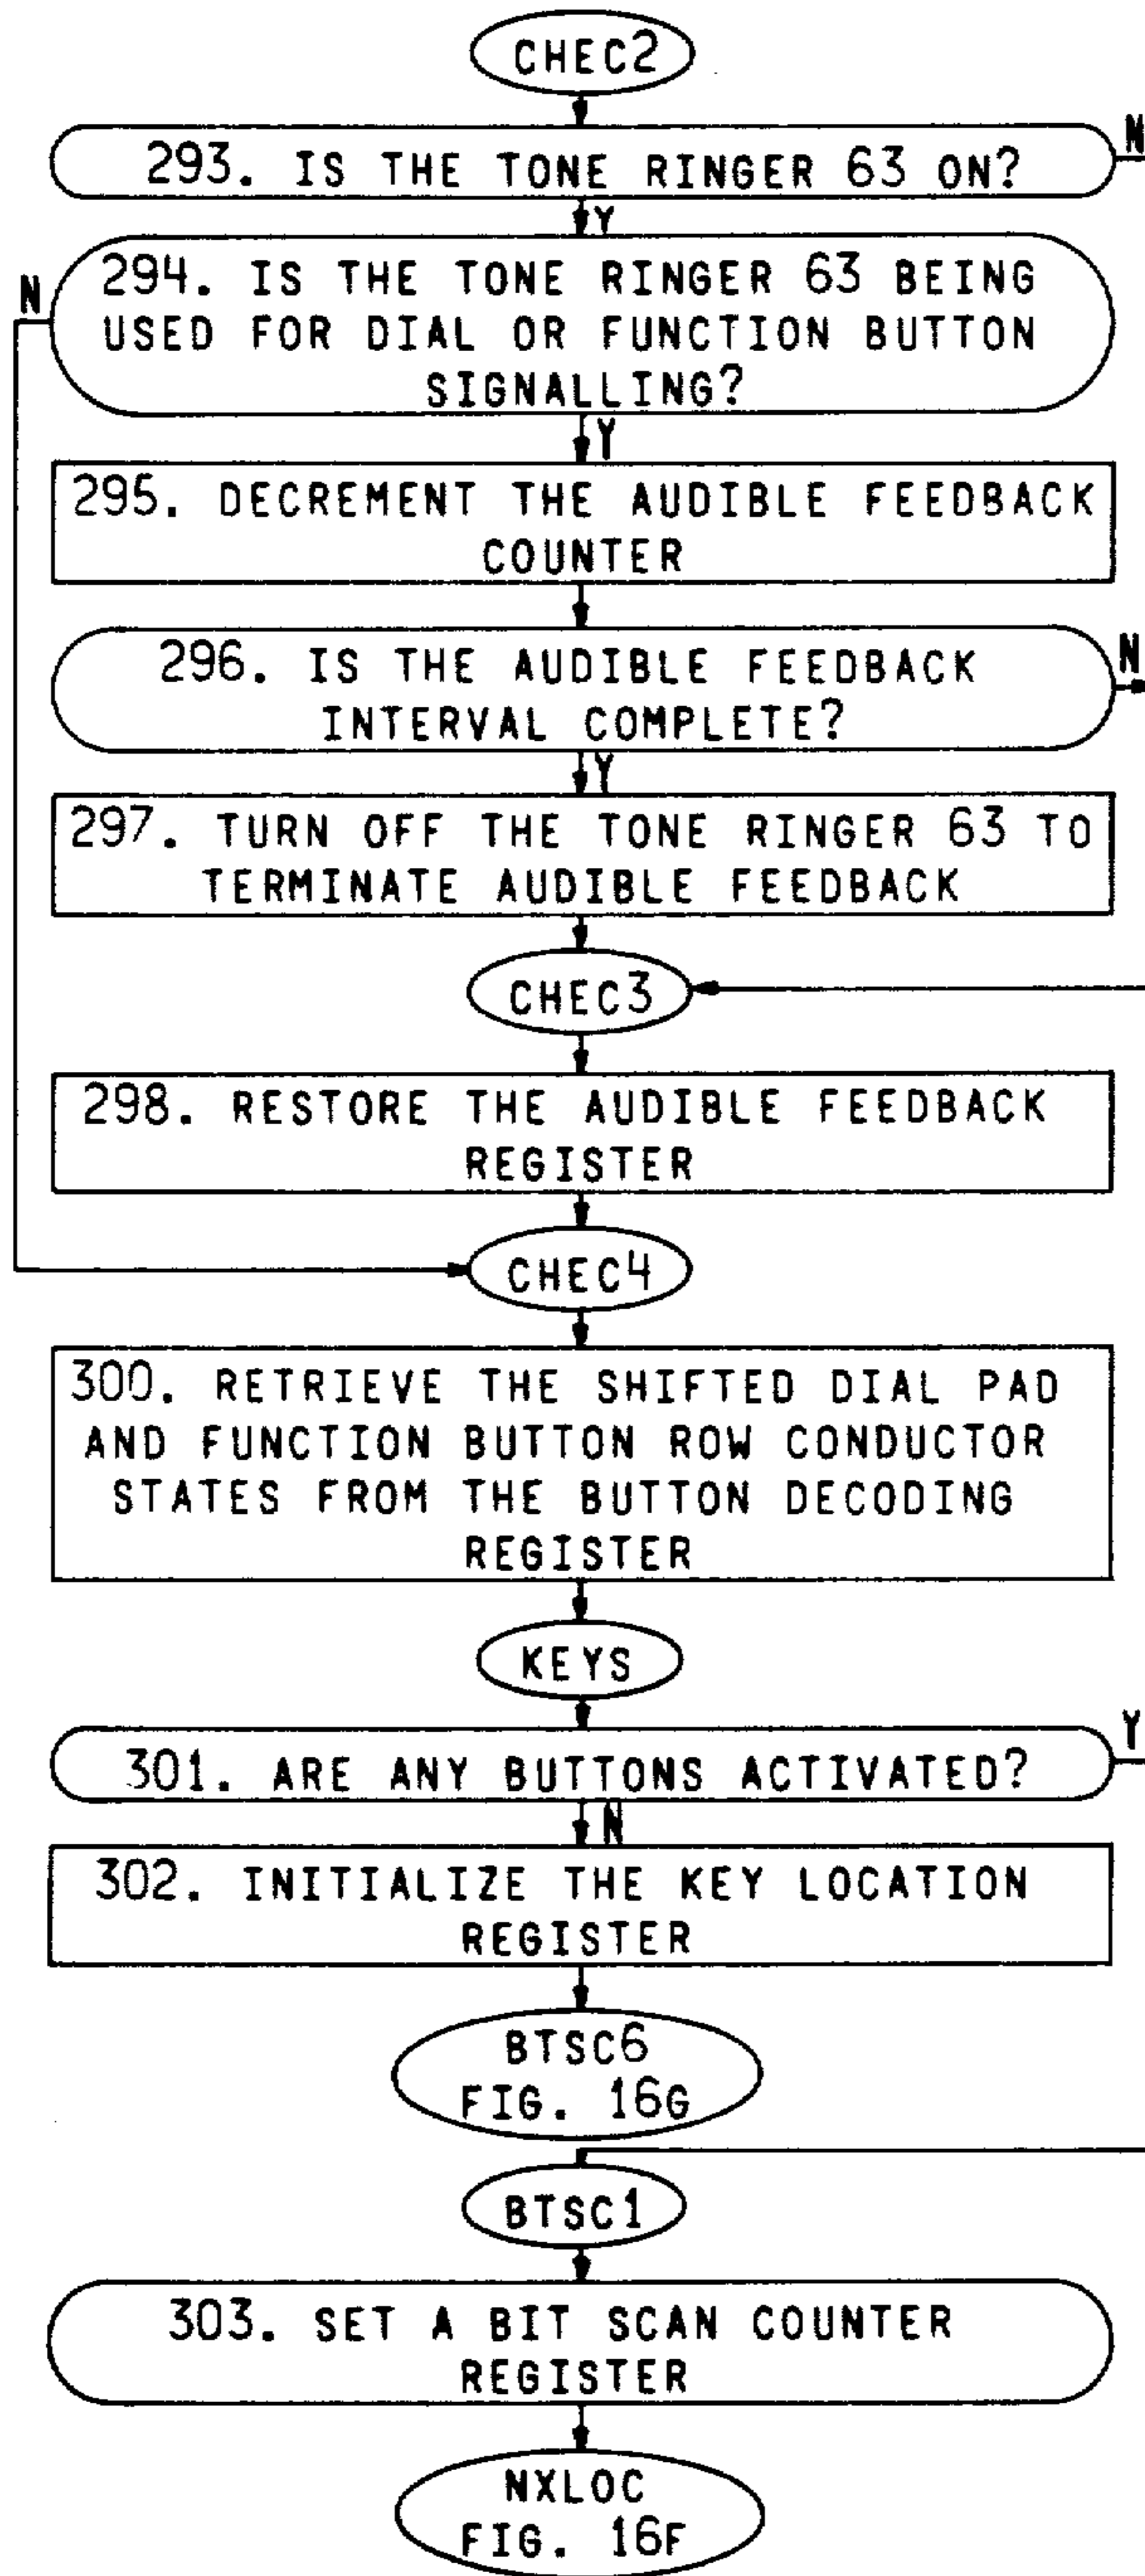 CHEC2
N
293. IS THE TONE RINGER 63 ON?
Y
N
294. IS THE TONE RINGER 63 BEING
USED FOR DIAL OR FUNCTION BUTTON
SIGNALLING?
Y
295. DECREMENT THE AUDIBLE FEEDBACK
COUNTER
N
296. IS THE AUDIBLE FEEDBACK
INTERVAL COMPLETE?
Y
297. TURN OFF THE TONE RINGER 63 TO
TERMINATE AUDIBLE FEEDBACK
CHEC3
298. RESTORE THE AUDIBLE FEEDBACK
REGISTER
CHEC4
300. RETRIEVE THE SHIFTED DIAL PAD
AND FUNCTION BUTTON ROW CONDUCTOR
STATES FROM THE BUTTON DECODING
REGISTER
KEYS
Y
301. ARE ANY BUTTONS ACTIVATED?
N
302. INITIALIZE THE KEY LOCATION
REGISTER
BTSC6
FIG. 16G
BTSC1
303. SET A BIT SCAN COUNTER
REGISTER
NXLOC
FIG. 16F